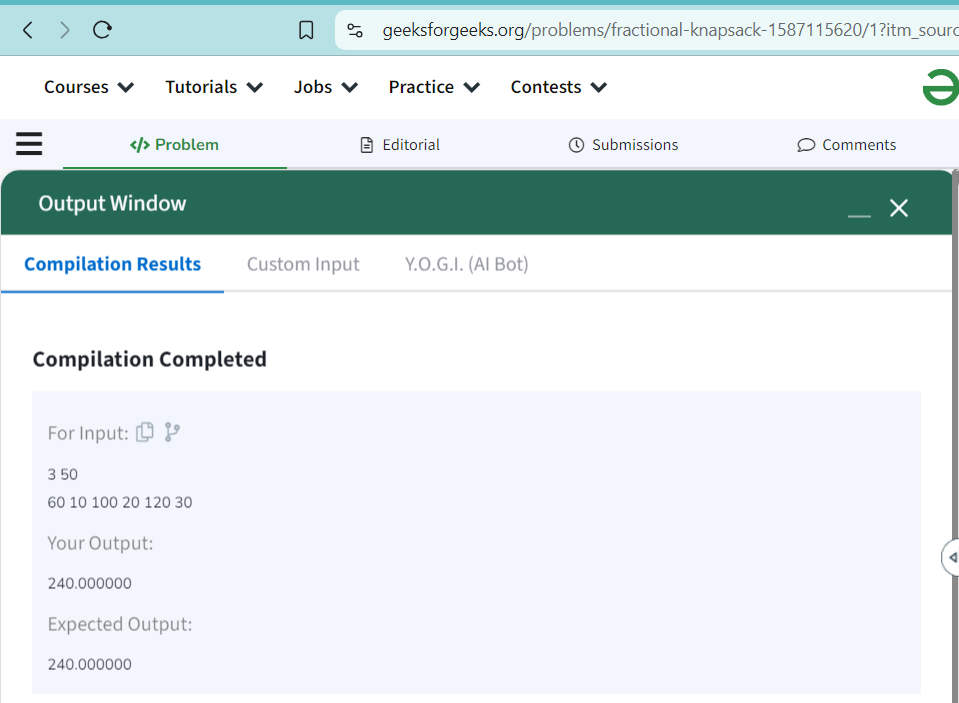 geeksforgeeks.org/problems/fractional-knapsack-1587115620/1?itm_sourc
Courses Tutorials Jobs Practice Contests
</> Problem Editorial Submissions Comments
Output Window
Compilation Results Custom Input Y.O.G.I. (AI Bot)
Compilation Completed
For Input:
3 50
60 10 100 20 120 30
Your Output:
240.000000
Expected Output:
240.000000